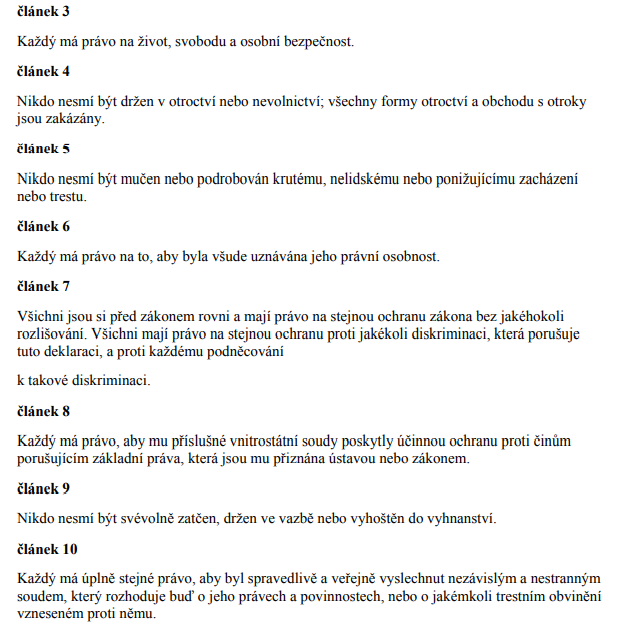 článek 3
Každý má právo na život, svobodu a osobní bezpečnost.
článek 4
Nikdo nesmí být držen v otroctví nebo nevolnictví; všechny formy otroctví a obchodu s otroky
jsou zakázány.
článek 5
Nikdo nesmí být mučen nebo podrobován krutému, nelidskému nebo ponižujícímu zacházení
nebo trestu.
článek 6
Každý má právo na to, aby byla všude uznávána jeho právní osobnost.
článek 7
Všichni jsou si před zákonem rovni a mají právo na stejnou ochranu zákona bez jakéhokoli
rozlišování. Všichni mají právo na stejnou ochranu proti jakékoli diskriminaci, která porušuje
tuto deklaraci, a proti každému podněcování
k takové diskriminaci.
článek 8
Každý má právo, aby mu příslušné vnitrostátní soudy poskytly účinnou ochranu proti činům
porušujícím základní práva, která jsou mu přiznána ústavou nebo zákonem.
článek 9
Nikdo nesmí být svévolně zatčen, držen ve vazbě nebo vyhoštěn do vyhnanství.
článek 10
Každý má úplně stejné právo, aby byl spravedlivě a veřejně vyslechnut nezávislým a nestranným
soudem, který rozhoduje buď o jeho právech a povinnostech, nebo o jakémkoli trestním obvinění
vzneseném proti němu.